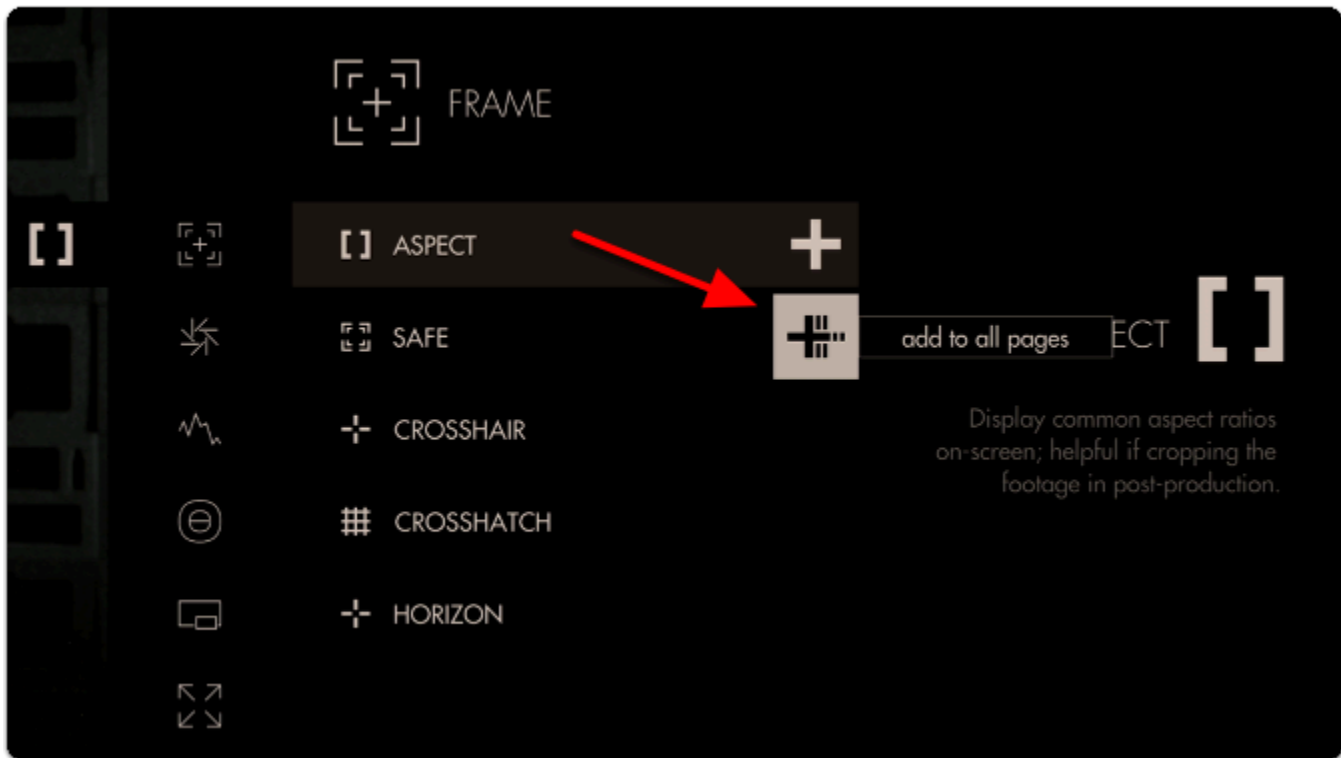 FRAME
ASPECT
SAFE
add to all pages
ECT
CROSSHAIR
CROSSHATCH
HORIZON
Display common aspect ratios
on-screen; helpful if cropping the
footage in post-production.